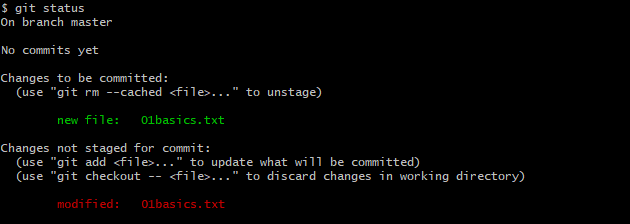 $ git status
On branch master
No commits yet
Changes to be committed:
(use "git rm --cached <file>..." to unstage)
new file: 01basics.txt
Changes not staged for commit:
(use "git add <file>..." to update what will be committed)
(use "git checkout -- <file>..." to discard changes in working directory)
modified: 01basics.txt